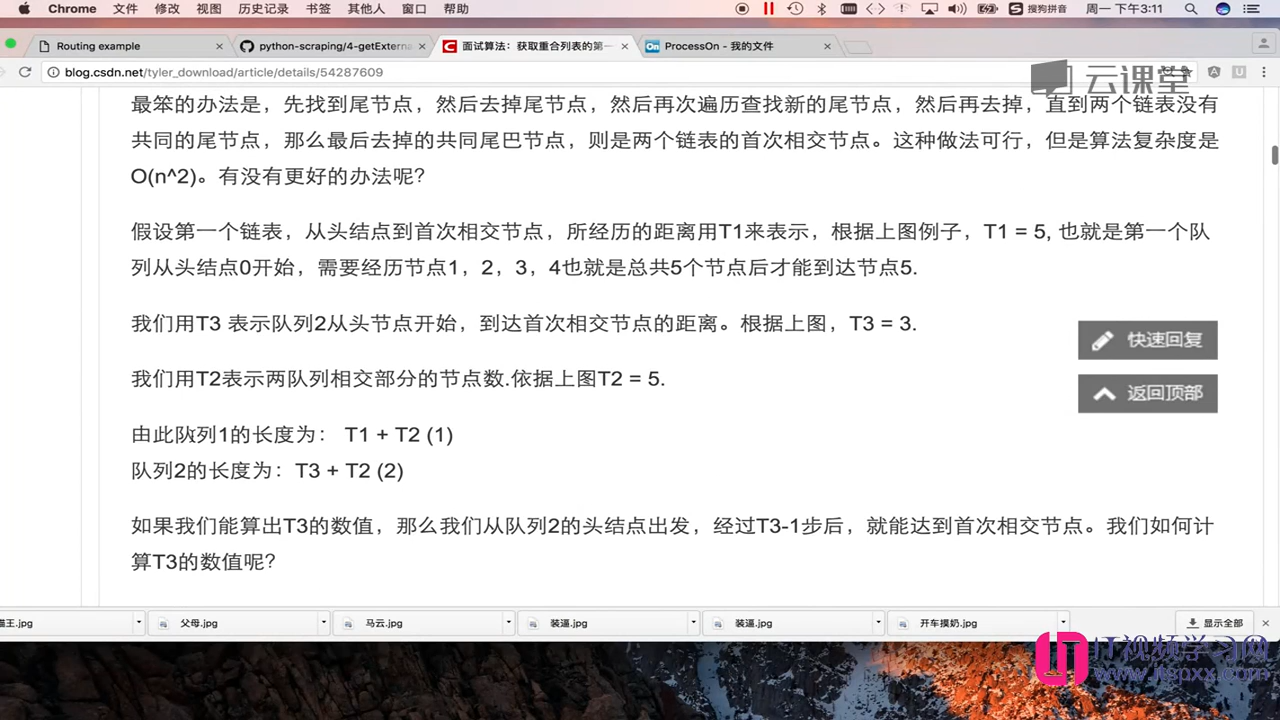 Chrome 文件 修改 视图 历史记录 书签 其他人 窗口 帮助 搜狗拼音 周一 下午3:11
Routing example
python-scraping/4-getExterna
面试算法：获取重合列表的第一
ProcessOn - 我的文件
blog.csdn.net/tyler_download/article/details/54287609
云课堂
最笨的办法是，先找到尾节点，然后去掉尾节点，然后再次遍历查找新的尾节点，然后再去掉，直到两个链表没有
共同的尾节点，那么最后去掉的共同尾巴节点，则是两个链表的首次相交节点。这种做法可行，但是算法复杂度是
O(n^2)。有没有更好的办法呢？
假设第一个链表，从头结点到首次相交节点，所经历的距离用T1来表示，根据上图例子，T1 = 5, 也就是第一个队
列从头结点0开始，需要经历节点1，2，3，4也就是总共5个节点后才能到达节点5.
我们用T3 表示队列2从头节点开始，到达首次相交节点的距离。根据上图，T3 = 3.
快速回复
我们用T2表示两队列相交部分的节点数.依据上图T2 = 5.
返回顶部
由此队列1的长度为： T1 + T2 (1)
队列2的长度为：T3 + T2 (2)
如果我们能算出T3的数值，那么我们从队列2的头结点出发，经过T3-1步后，就能达到首次相交节点。我们如何计
算T3的数值呢？
猫王.jpg 父母.jpg 马云.jpg 装逼.jpg 装逼.jpg 开车摸奶.jpg 显示全部
IT视频学习网
www.itspxx.com